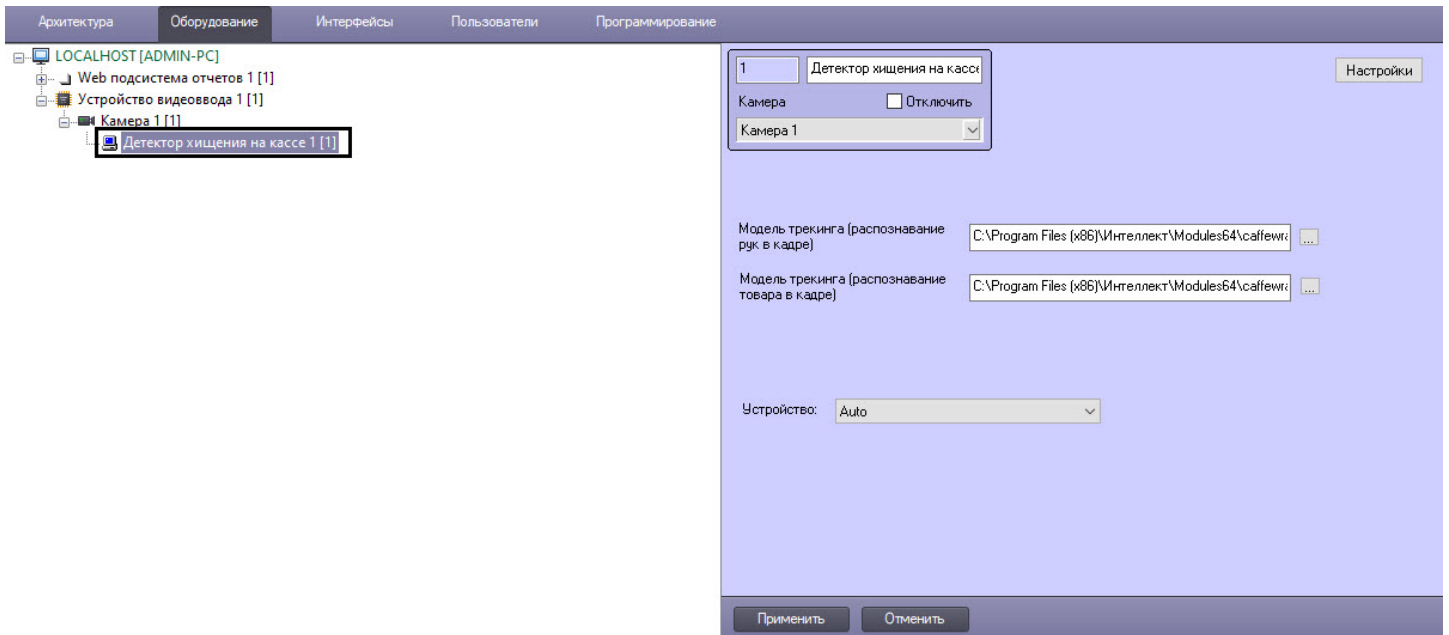 Архитектура Оборудование Интерфейсы Пользователи Программирование
LOCALHOST [ADMIN-PC]
Web подсистема отчетов 1 [1]
Устройство видеоввода 1 [1]
Камера 1 [1]
Детектор хищения на кассе 1 [1]
1 Детектор хищения на кассе
Настройки
Камера Отключить
Камера 1
Модель трекинга (распознавание
рук в кадре)
C:\Program Files (x86)\Интеллект\Modules64\caffewra
...
Модель трекинга (распознавание
товара в кадре)
C:\Program Files (x86)\Интеллект\Modules64\caffewra
...
Устройство: Auto
Применить Отменить